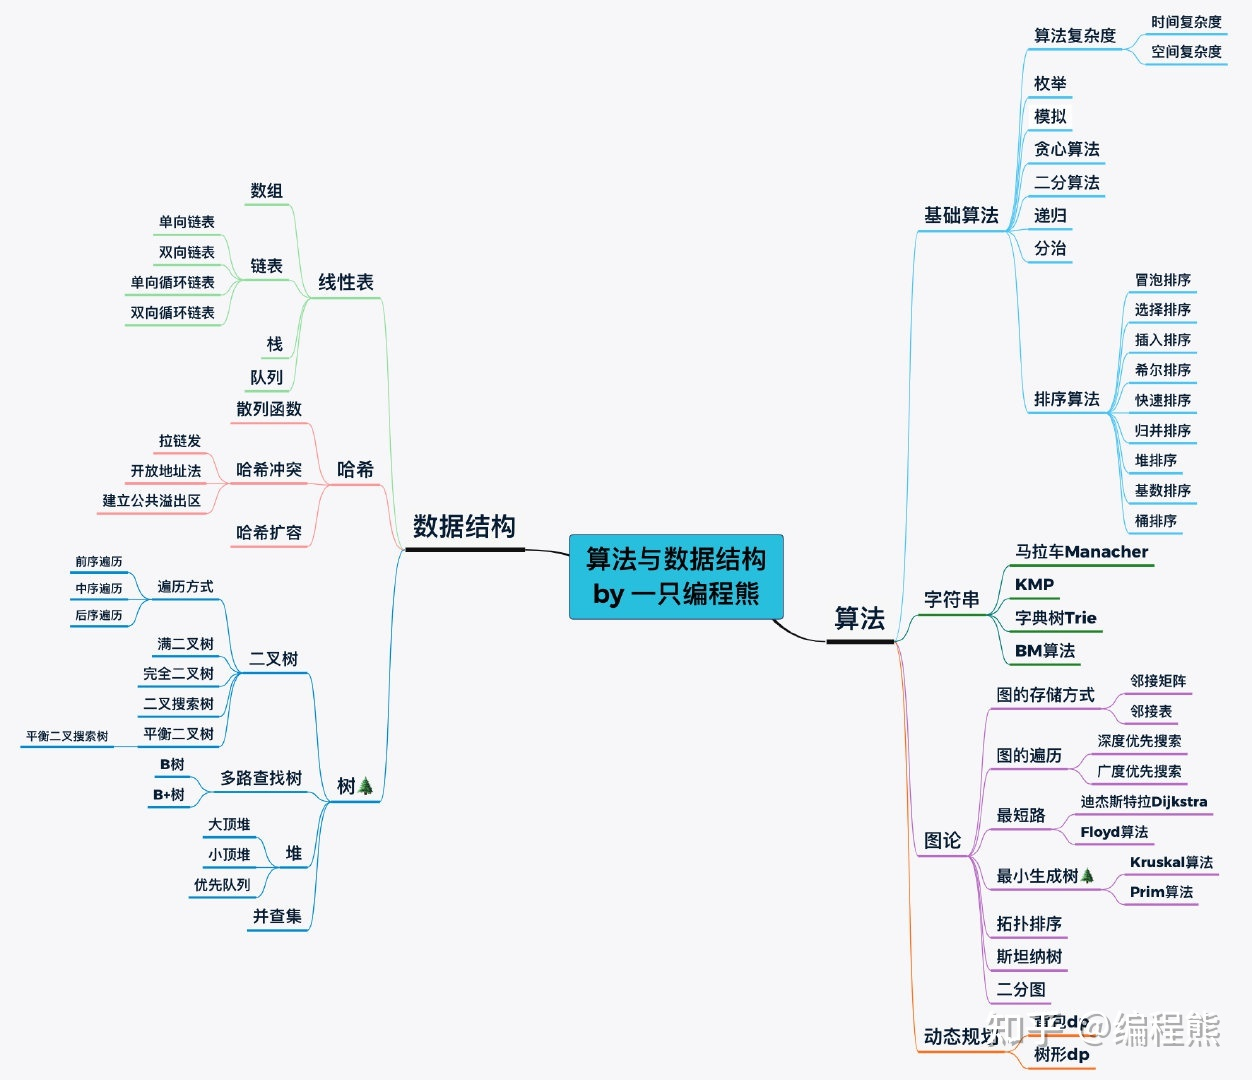 算法与数据结构
by 一只编程熊
数据结构
线性表
数组
链表
单向链表
双向链表
单向循环链表
双向循环链表
栈
队列
哈希
散列函数
哈希冲突
拉链发
开放地址法
建立公共溢出区
哈希扩容
树🌲
二叉树
遍历方式
前序遍历
中序遍历
后序遍历
满二叉树
完全二叉树
二叉搜索树
平衡二叉树
平衡二叉搜索树
多路查找树
B树
B+树
堆
大顶堆
小顶堆
优先队列
并查集
算法
基础算法
算法复杂度
时间复杂度
空间复杂度
枚举
模拟
贪心算法
二分算法
递归
分治
排序算法
冒泡排序
选择排序
插入排序
希尔排序
快速排序
归并排序
堆排序
基数排序
桶排序
字符串
马拉车Manacher
KMP
字典树Trie
BM算法
图论
图的存储方式
邻接矩阵
邻接表
图的遍历
深度优先搜索
广度优先搜索
最短路
迪杰斯特拉Dijkstra
Floyd算法
最小生成树🌲
Kruskal算法
Prim算法
拓扑排序
斯坦纳树
二分图
动态规划
背包dp
树形dp
知乎 @编程熊